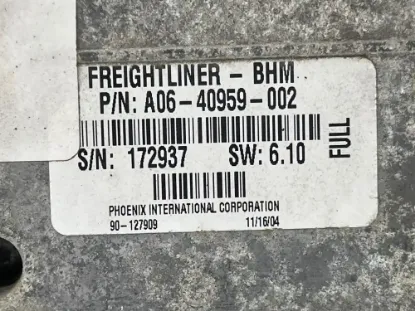 FREIGHTLINER - BHM
P/N: A06-40959-002
S/N: 172937 SW: 6.10
FULL
PHOENIX INTERNATIONAL CORPORATION
90-127909 11/16/04